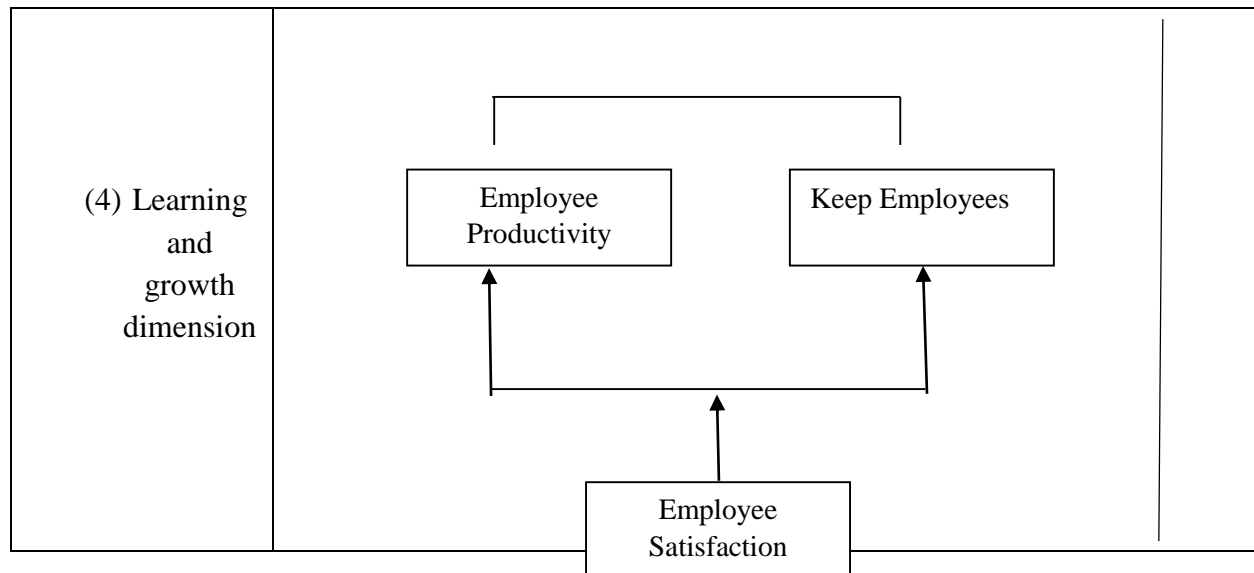 (4) Learning
and
growth
dimension
Employee
Productivity
Keep Employees
Employee
Satisfaction